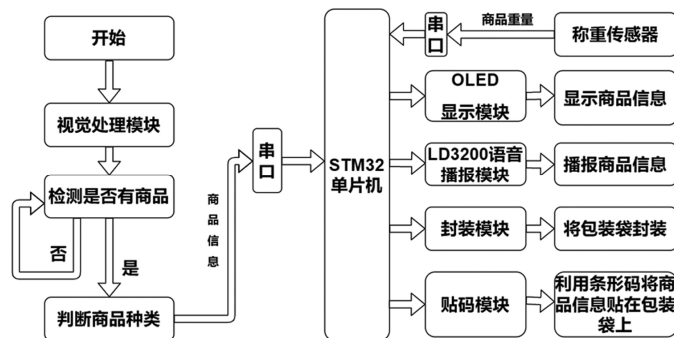 开始
视觉处理模块
检测是否有商品
否
是
判断商品种类
商
品
信
息
串
口
STM32
单片机
串
口
商品重量
称重传感器
OLED
显示模块
显示商品信息
LD3200语音
播报模块
播报商品信息
封装模块
将包装袋封装
贴码模块
利用条形码将商
品信息贴在包装
袋上